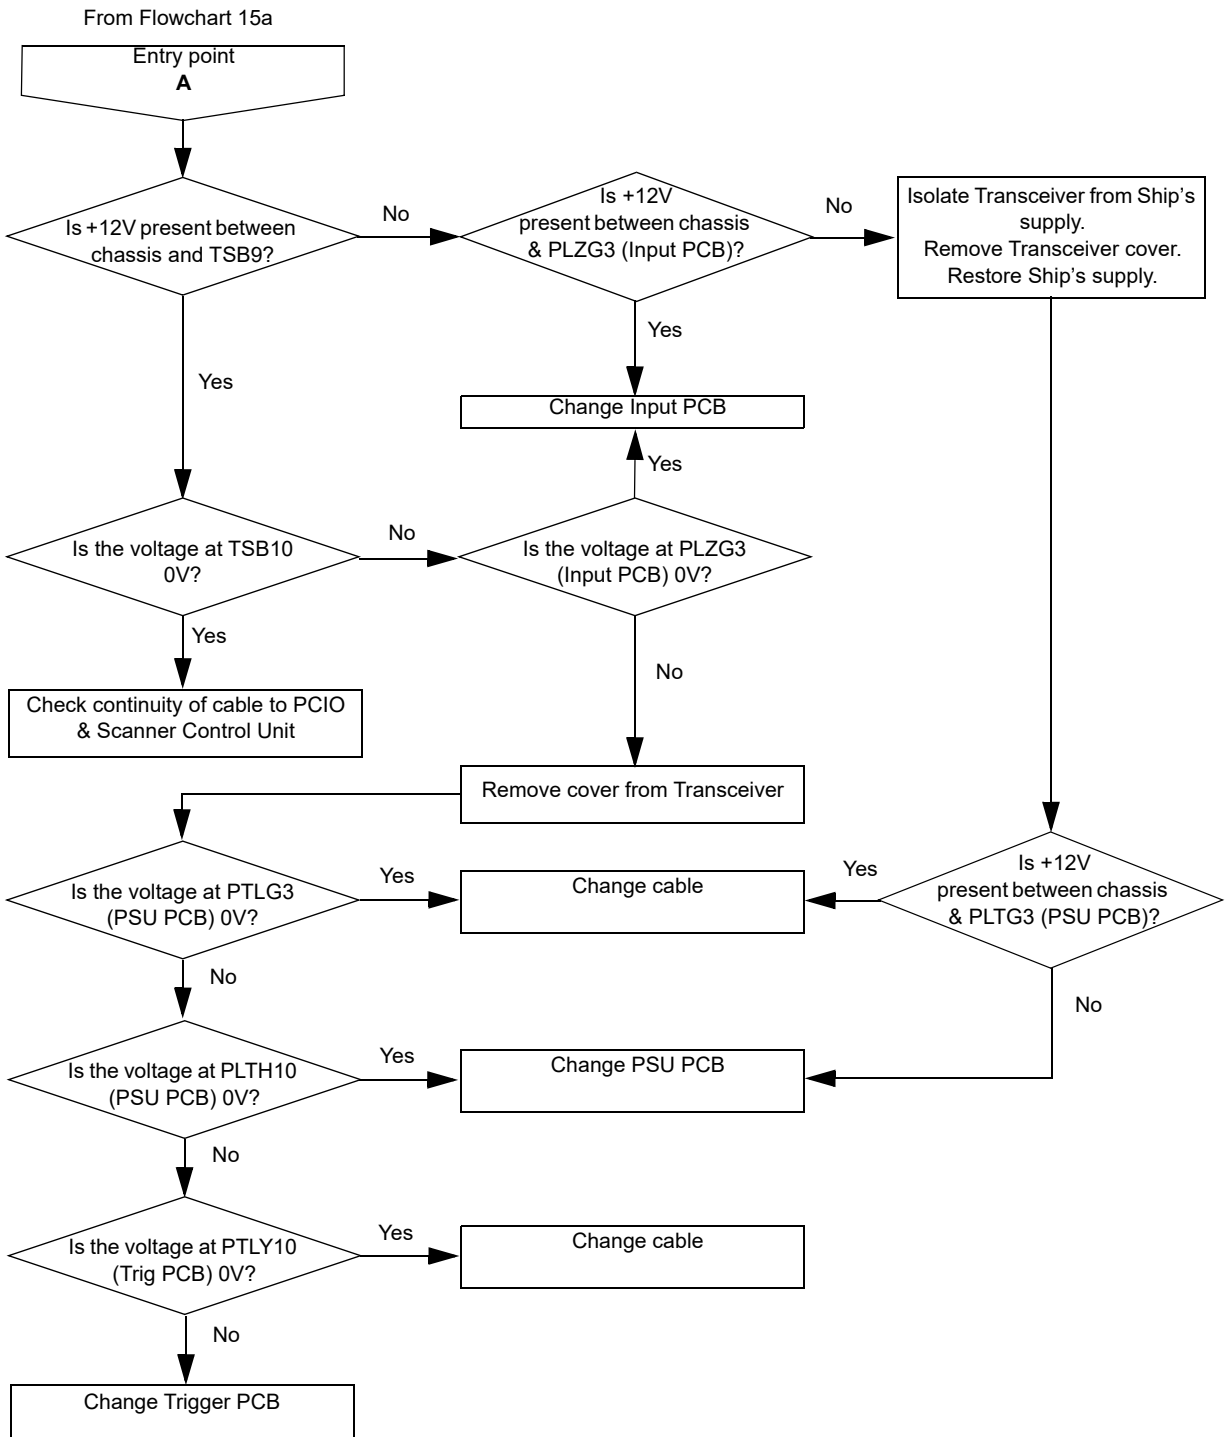 From Flowchart 15a
Entry point
A
Is +12V present between
chassis and TSB9?
No
Is +12V
present between chassis
& PLZG3 (Input PCB)?
No
Isolate Transceiver from Ship's
supply.
Remove Transceiver cover.
Restore Ship's supply.
Yes
Yes
Change Input PCB
Yes
Is the voltage at TSB10
0V?
No
Is the voltage at PLZG3
(Input PCB) 0V?
Yes
No
Check continuity of cable to PCIO
& Scanner Control Unit
Remove cover from Transceiver
Is the voltage at PTLG3
(PSU PCB) 0V?
Yes
Change cable
Yes
Is +12V
present between chassis
& PLTG3 (PSU PCB)?
No
No
Is the voltage at PLTH10
(PSU PCB) 0V?
Yes
Change PSU PCB
No
Is the voltage at PTLY10
(Trig PCB) 0V?
Yes
Change cable
No
Change Trigger PCB